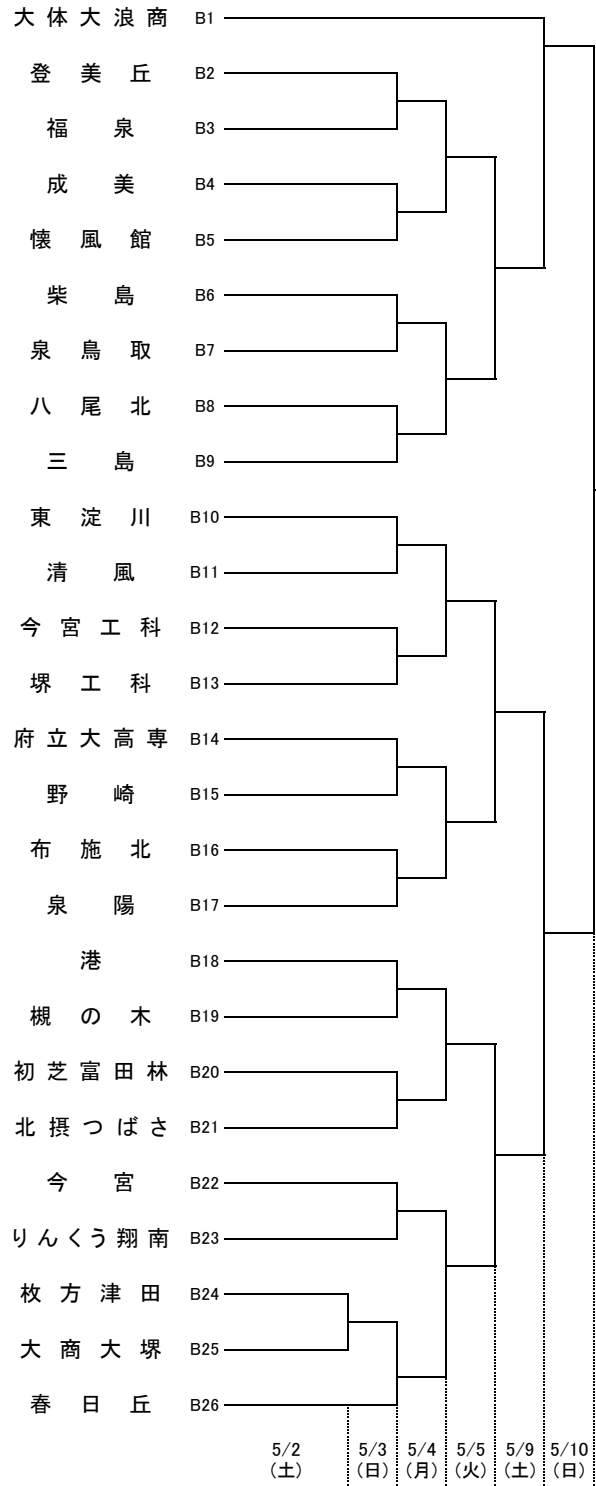 大体大浪商 B1
登美丘 B2
福泉 B3
成美 B4
懐風館 B5
柴島 B6
泉鳥取 B7
八尾北 B8
三島 B9
東淀川 B10
清風 B11
今宮工科 B12
堺工科 B13
府立大高専 B14
野崎 B15
布施北 B16
泉陽 B17
港 B18
槻の木 B19
初芝富田林 B20
北摂つばさ B21
今宮 B22
りんくう翔南 B23
枚方津田 B24
大商大堺 B25
春日丘 B26
5/2 5/3 5/4 5/5 5/9 5/10
（土） （日） （月） （火） （土） （日）